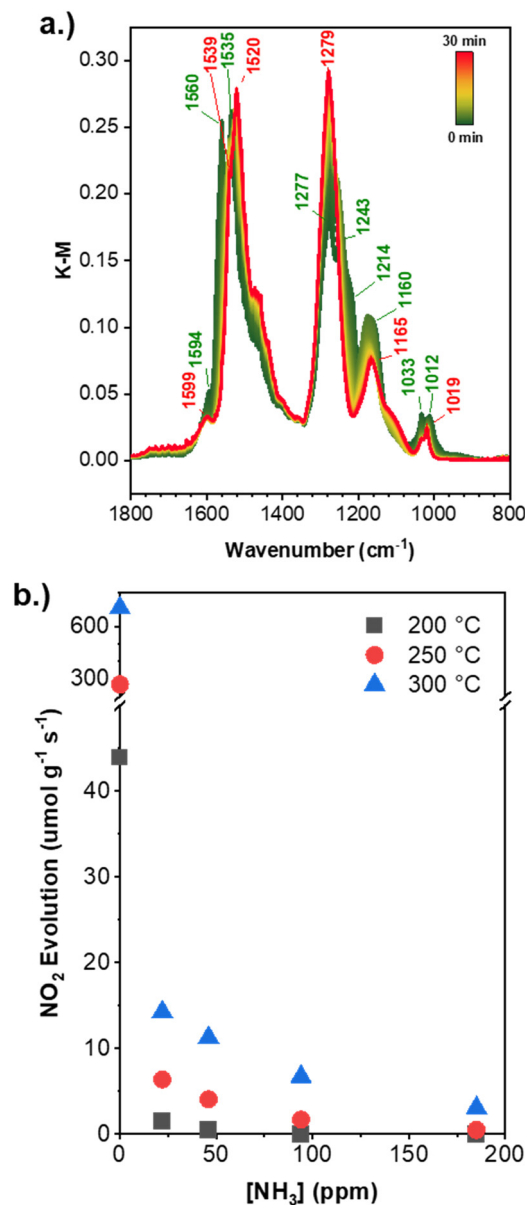 a.)
30 min
0 min
1279
1520
1535
1539
1560
1277
1243
1214
1160
1165
1594
1599
1033
1012
1019
0.30
0.25
0.20
0.15
0.10
0.05
0.00
K-M
1800 1600 1400 1200 1000 800
Wavenumber (cm⁻¹)
b.)
200 °C
250 °C
300 °C
600
300
40
30
20
10
0
NO₂ Evolution (umol g⁻¹ s⁻¹)
0 50 100 150 200
[NH₃] (ppm)